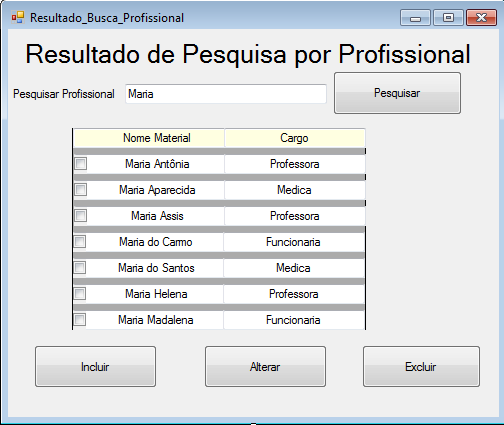 Resultado_Busca_Profissional
Resultado de Pesquisa por Profissional
Pesquisar Profissional Maria Pesquisar
Nome Material Cargo
Maria Antônia Professora
Maria Aparecida Medica
Maria Assis Professora
Maria do Carmo Funcionaria
Maria do Santos Medica
Maria Helena Professora
Maria Madalena Funcionaria
Incluir Alterar Excluir